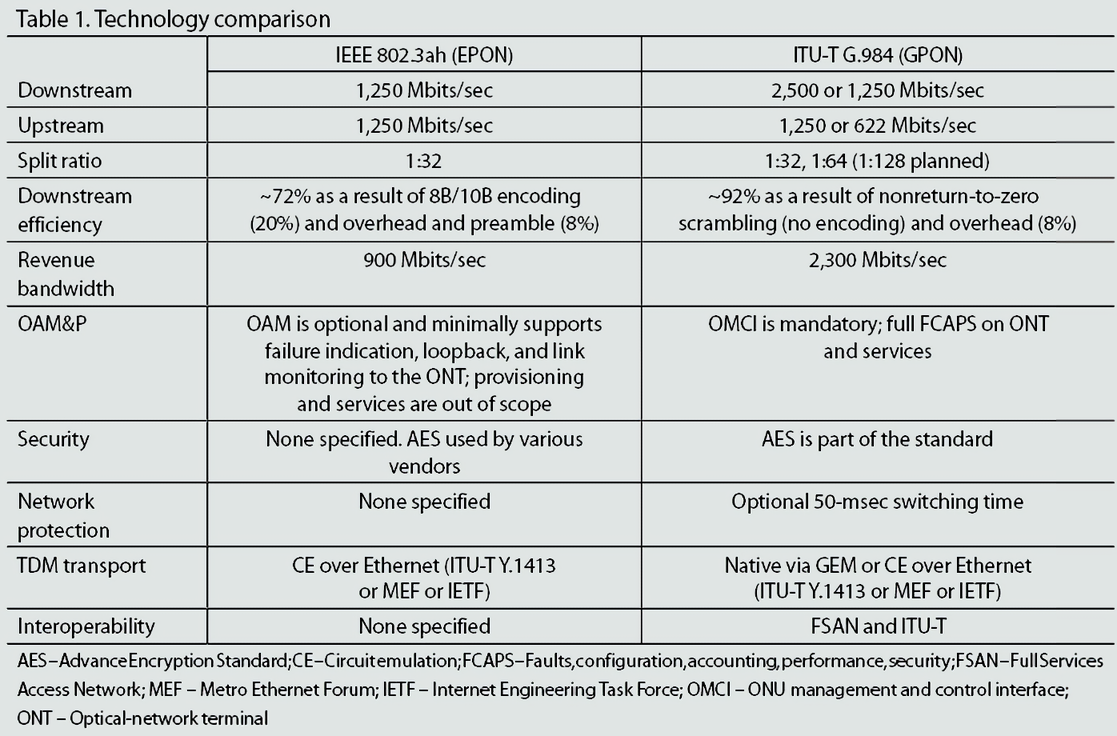 Table 1. Technology comparison
IEEE 802.3ah (EPON) ITU-T G.984 (GPON)
Downstream 1,250 Mbits/sec 2,500 or 1,250 Mbits/sec
Upstream 1,250 Mbits/sec 1,250 or 622 Mbits/sec
Split ratio 1:32 1:32, 1:64 (1:128 planned)
Downstream ~72% as a result of 8B/10B encoding ~92% as a result of nonreturn-to-zero
efficiency (20%) and overhead and preamble (8%) scrambling (no encoding) and overhead (8%)
Revenue 900 Mbits/sec 2,300 Mbits/sec
bandwidth
OAM&P OAM is optional and minimally supports OMCI is mandatory; full FCAPS on ONT
failure indication, loopback, and link and services
monitoring to the ONT; provisioning
and services are out of scope
Security None specified. AES used by various AES is part of the standard
vendors
Network None specified Optional 50-msec switching time
protection
TDM transport CE over Ethernet (ITU-T Y.1413 Native via GEM or CE over Ethernet
or MEF or IETF) (ITU-T Y.1413 or MEF or IETF)
Interoperability None specified FSAN and ITU-T
AES – Advance Encryption Standard; CE – Circuit emulation; FCAPS – Faults, configuration, accounting, performance, security; FSAN – Full Services
Access Network; MEF – Metro Ethernet Forum; IETF – Internet Engineering Task Force; OMCI – ONU management and control interface;
ONT – Optical-network terminal